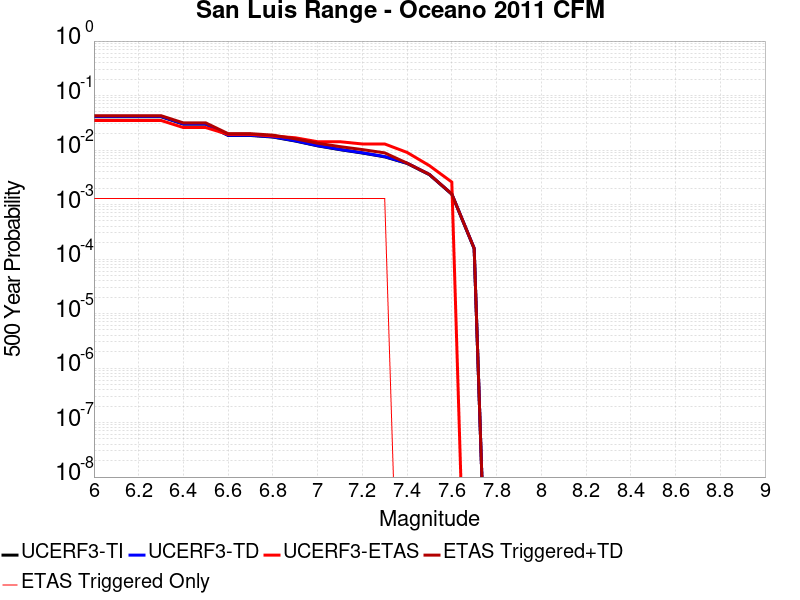 San Luis Range - Oceano 2011 CFM
10^0
10^-1
10^-2
10^-3
10^-4
10^-5
10^-6
10^-7
10^-8
500 Year Probability
6 6.2 6.4 6.6 6.8 7 7.2 7.4 7.6 7.8 8 8.2 8.4 8.6 8.8 9
Magnitude
UCERF3-TI UCERF3-TD UCERF3-ETAS ETAS Triggered+TD
ETAS Triggered Only